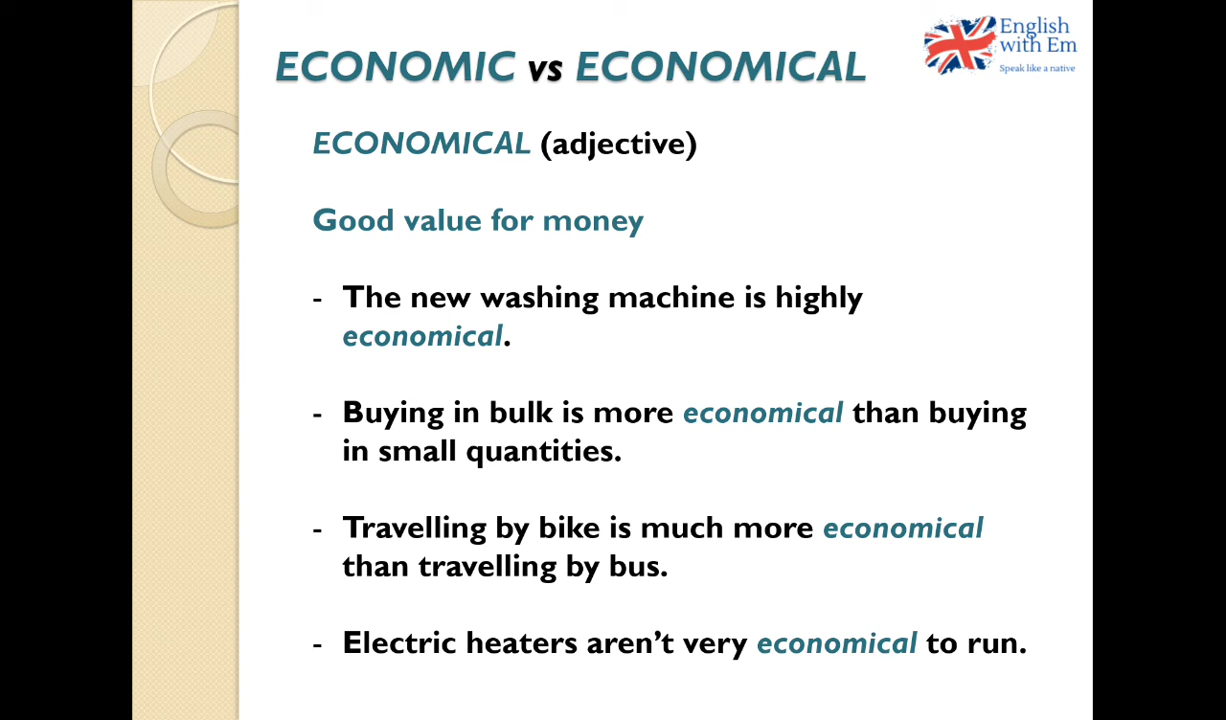 English
with Em
Speak like a native
ECONOMIC vs ECONOMICAL
ECONOMICAL (adjective)
Good value for money
- The new washing machine is highly
economical.
- Buying in bulk is more economical than buying
in small quantities.
- Travelling by bike is much more economical
than travelling by bus.
- Electric heaters aren’t very economical to run.